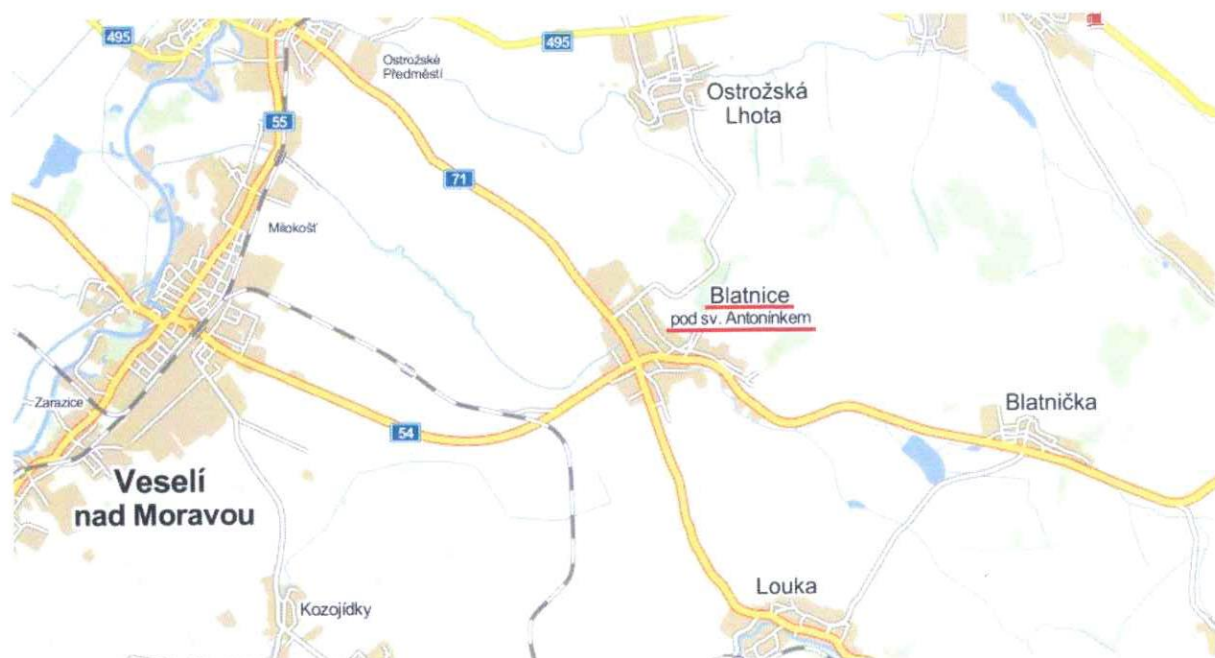 495
495
Ostrožské
Předměstí
Ostrožská
Lhota
55
71
Milokošť
Blatnice
pod sv. Antonínkem
Blatnička
Zarazice
54
Veselí
nad Moravou
Louka
Kozojídky